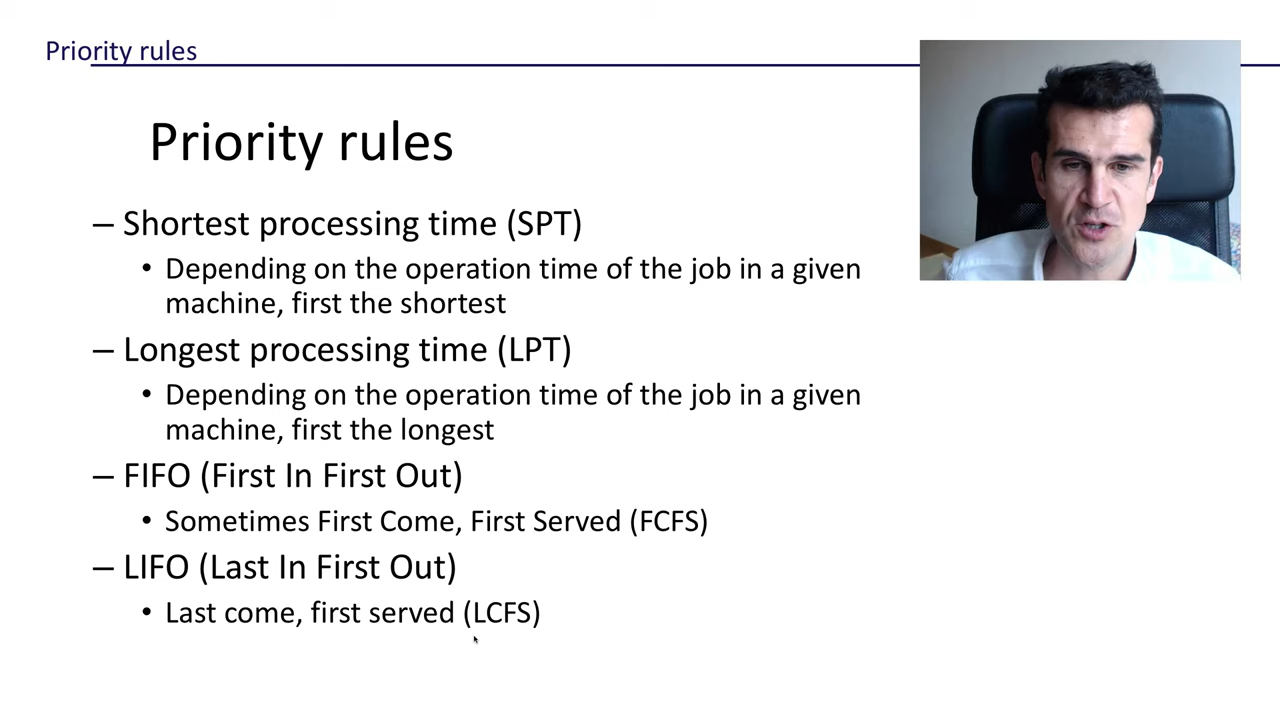 Priority rules
Priority rules
– Shortest processing time (SPT)
• Depending on the operation time of the job in a given
machine, first the shortest
– Longest processing time (LPT)
• Depending on the operation time of the job in a given
machine, first the longest
– FIFO (First In First Out)
• Sometimes First Come, First Served (FCFS)
– LIFO (Last In First Out)
• Last come, first served (LCFS)